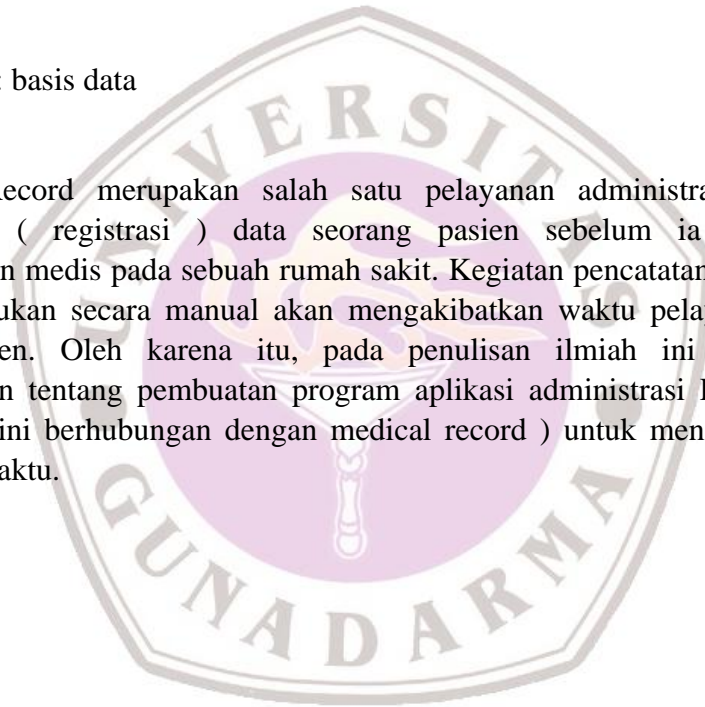 : basis data
UNIVERSITAS
Record merupakan salah satu pelayanan administra
( registrasi ) data seorang pasien sebelum ia
n medis pada sebuah rumah sakit. Kegiatan pencatatan
ukan secara manual akan mengakibatkan waktu pela
en. Oleh karena itu, pada penulisan ilmiah ini
n tentang pembuatan program aplikasi administrasi
ini berhubungan dengan medical record ) untuk men
aktu.
GUNADARMA